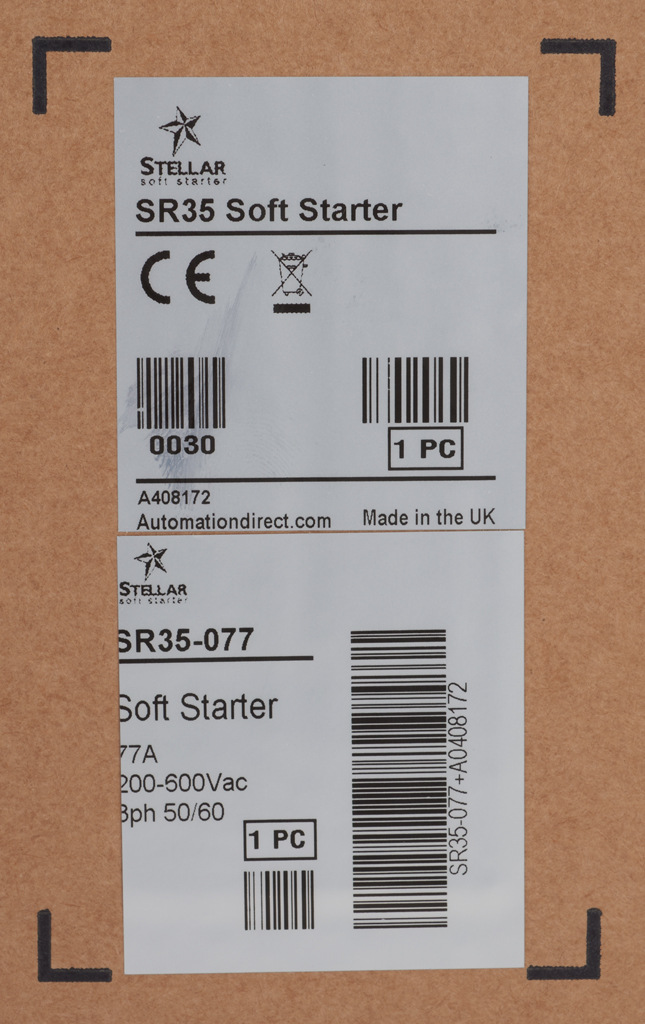 STELLAR
soft starter
SR35 Soft Starter
CE
0030
1 PC
A408172
Automationdirect.com
Made in the UK
STELLAR
soft starter
SR35-077
Soft Starter
77A
200-600Vac
3ph 50/60
1 PC
SR35-077+A0408172